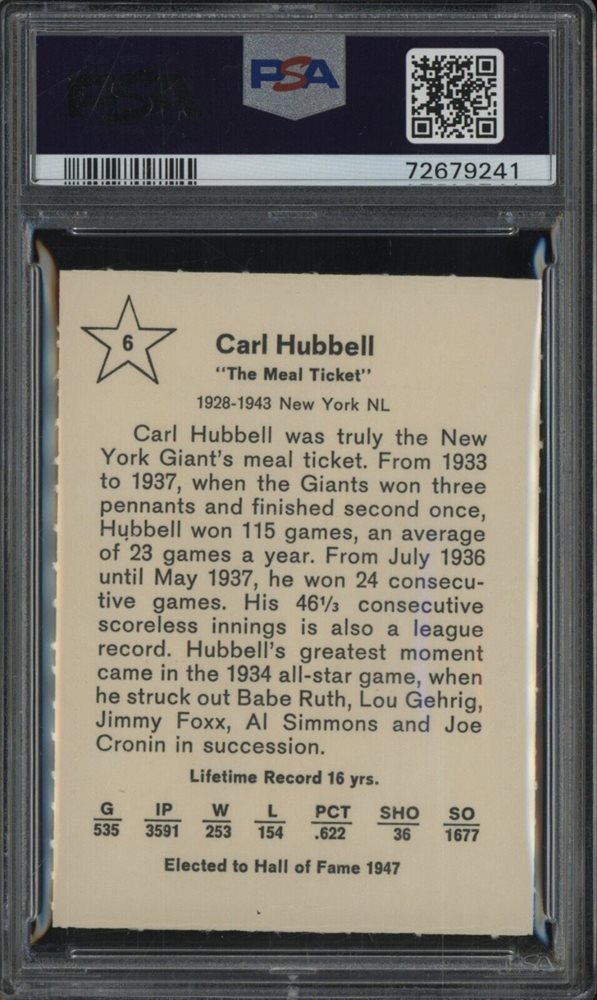 PSA
72679241
6
Carl Hubbell
"The Meal Ticket"
1928-1943 New York NL
Carl Hubbell was truly the New
York Giant's meal ticket. From 1933
to 1937, when the Giants won three
pennants and finished second once,
Hubbell won 115 games, an average
of 23 games a year. From July 1936
until May 1937, he won 24 consecu-
tive games. His 46⅓ consecutive
scoreless innings is also a league
record. Hubbell's greatest moment
came in the 1934 all-star game, when
he struck out Babe Ruth, Lou Gehrig,
Jimmy Foxx, Al Simmons and Joe
Cronin in succession.
Lifetime Record 16 yrs.
G IP W L PCT SHO SO
535 3591 253 154 .622 36 1677
Elected to Hall of Fame 1947
PSA